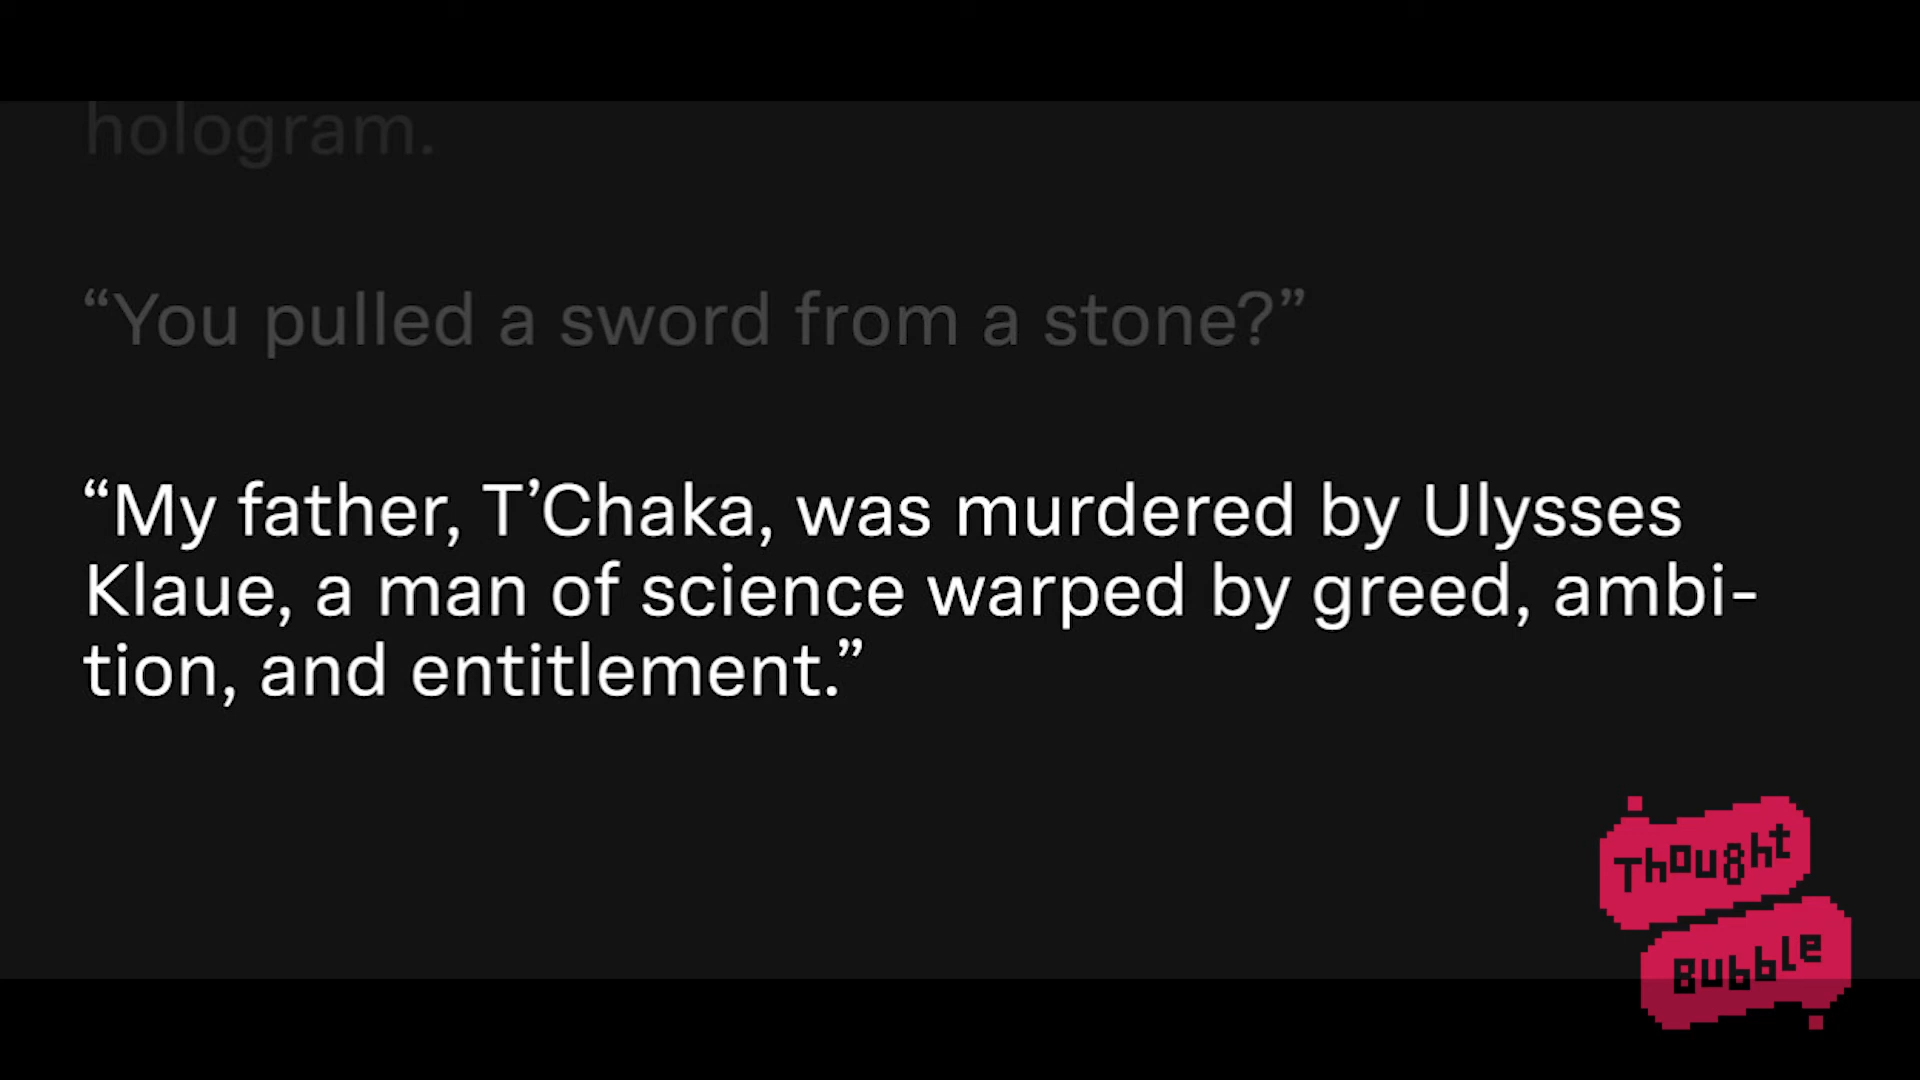 hologram.
“You pulled a sword from a stone?”
“My father, T’Chaka, was murdered by Ulysses
Klaue, a man of science warped by greed, ambi-
tion, and entitlement.”
Thought
Bubble